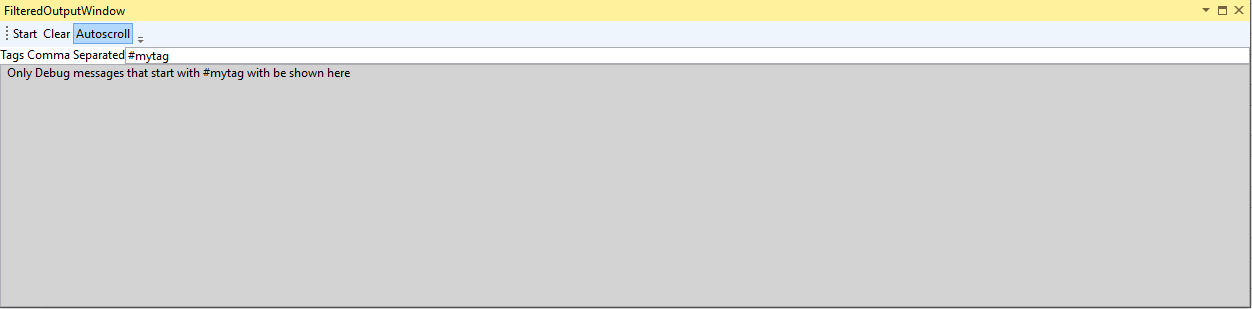 FilteredOutputWindow
Start Clear Autoscroll
Tags Comma Separated #mytag
Only Debug messages that start with #mytag with be shown here